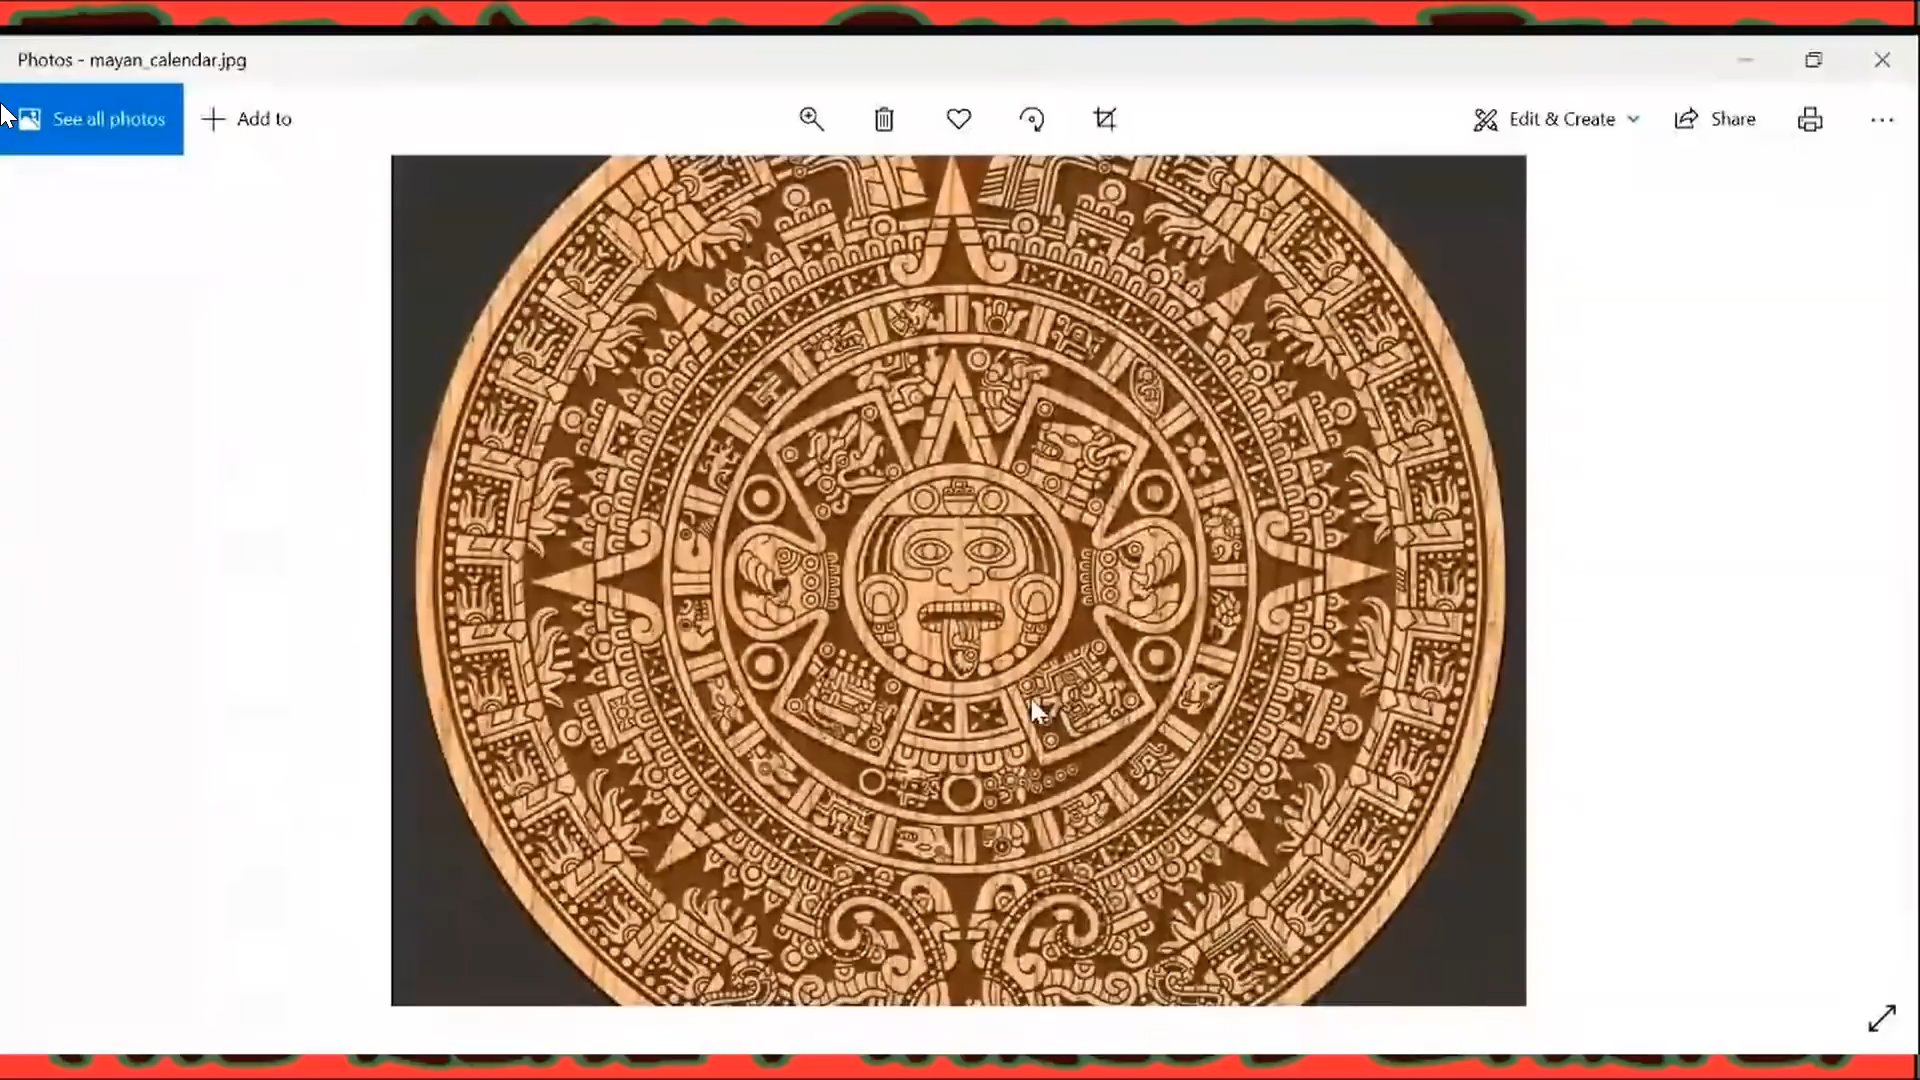 Photos - mayan_calendar.jpg
See all photos
Add to
Edit & Create
Share